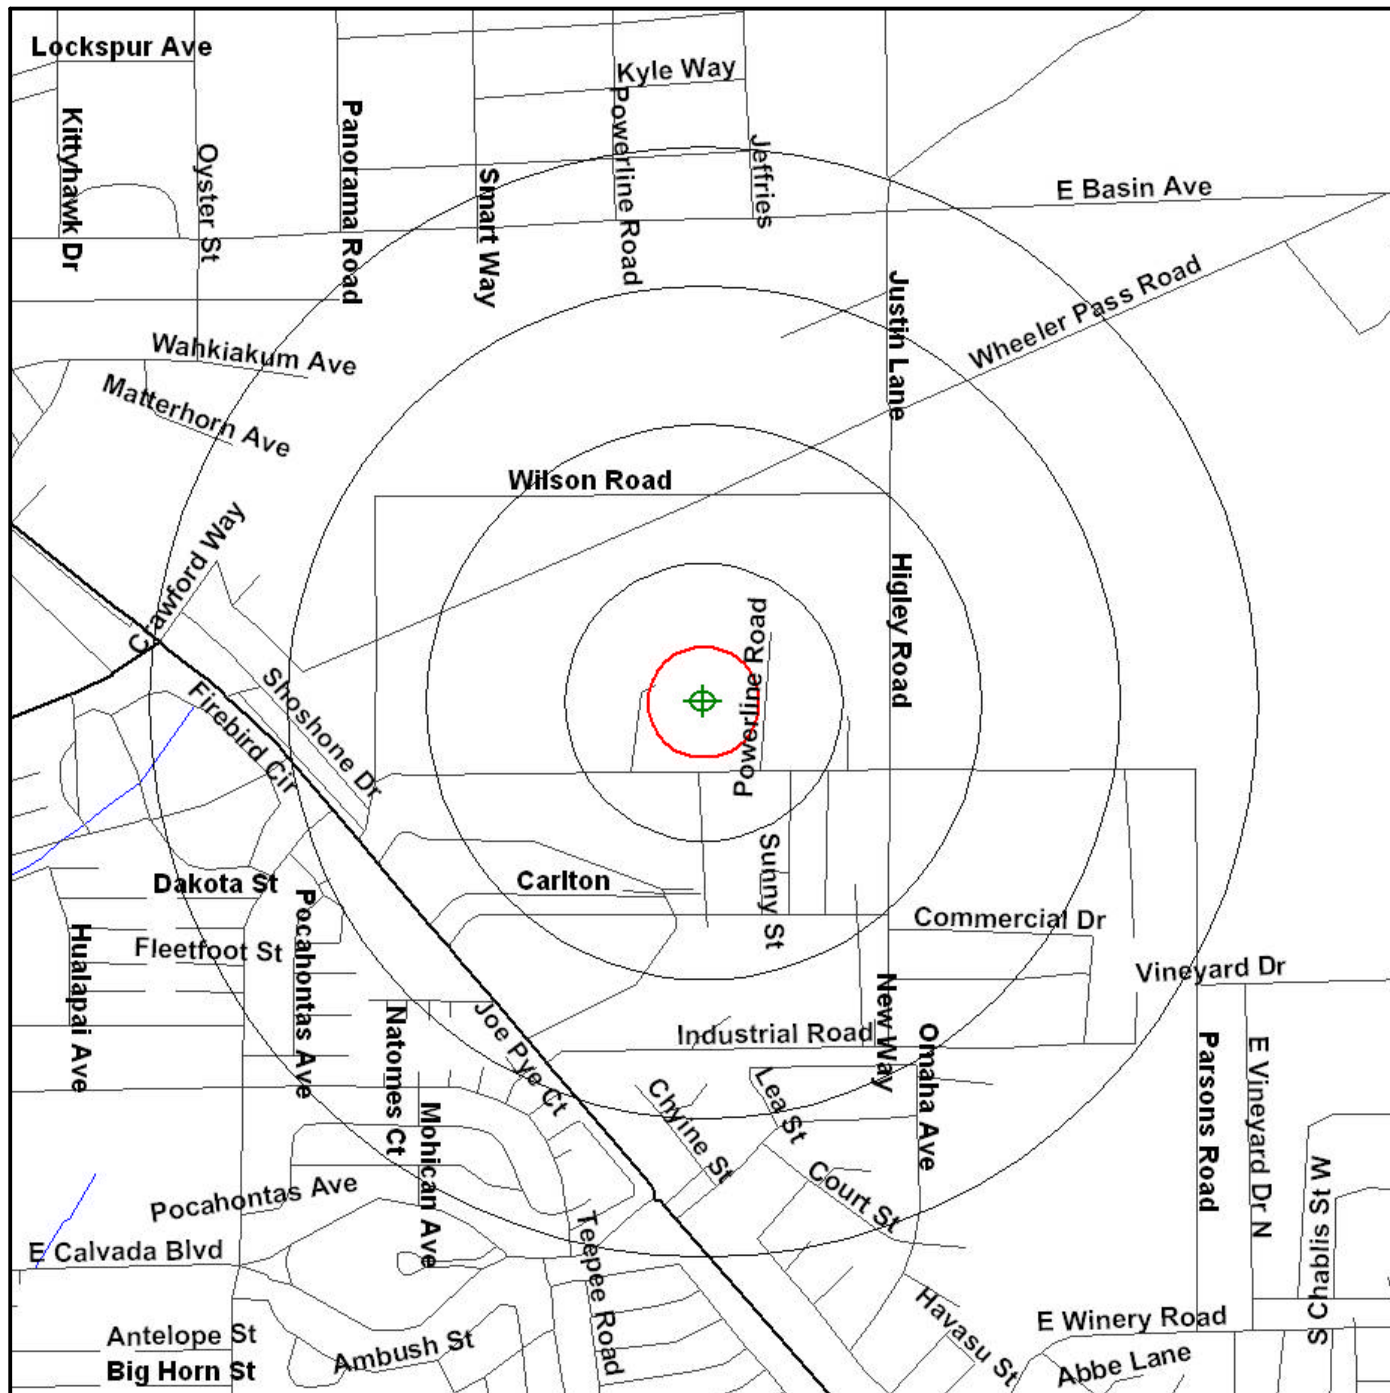 Lockspur Ave
Kyle Way
Kittyhawk Dr
Oyster St
Panorama Road
Smart Way
Powerline Road
Jeffries
E Basin Ave
Justin Lane
Wheeler Pass Road
Wahkiakum Ave
Matterhorn Ave
Wilson Road
Crawford Way
Higley Road
Powerline Road
Shoshone Dr
Firebird Cir
Sunny St
Carlton
Dakota St
Pocahontas Ave
Commercial Dr
Fleetfoot St
Hualapai Ave
Vineyard Dr
New Way
Natomes Ct
Joe Pye Ct
Industrial Road
Omaha Ave
Parsons Road
E Vineyard Dr N
Chyine St
Lea St
Mohican Ave
Court St
S Chablis St W
Pocahontas Ave
E Calvada Blvd
Teepee Road
Havasu St
E Winery Road
Antelope St
Ambush St
Abbe Lane
Big Horn St